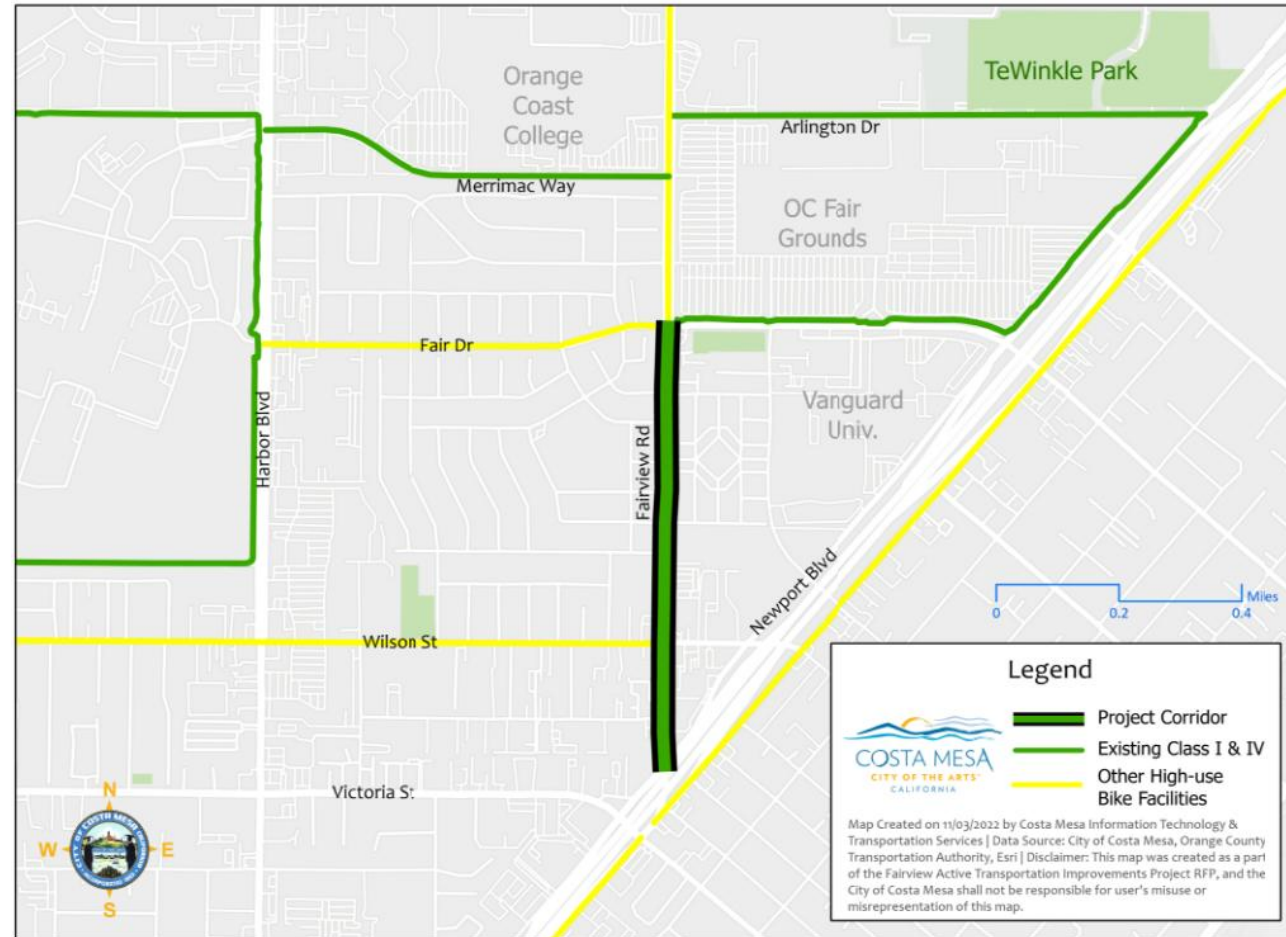 Orange
Coast
College
TeWinkle Park
Arlington Dr
Merrimac Way
OC Fair
Grounds
Fair Dr
Harbor Blvd
Fairview Rd
Vanguard
Univ.
Newport Blvd
Miles
0
0.2
0.4
Wilson St
Victoria St
N
W
E
S
Legend
COSTA MESA
CITY OF THE ARTS
CALIFORNIA
Project Corridor
Existing Class I & IV
Other High-use
Bike Facilities
Map Created on 11/03/2022 by Costa Mesa Information Technology &
Transportation Services | Data Source: City of Costa Mesa, Orange County
Transportation Authority, Esri | Disclaimer: This map was created as a part
of the Fairview Active Transportation Improvements Project RFP, and the
City of Costa Mesa shall not be responsible for user's misuse or
misrepresentation of this map.